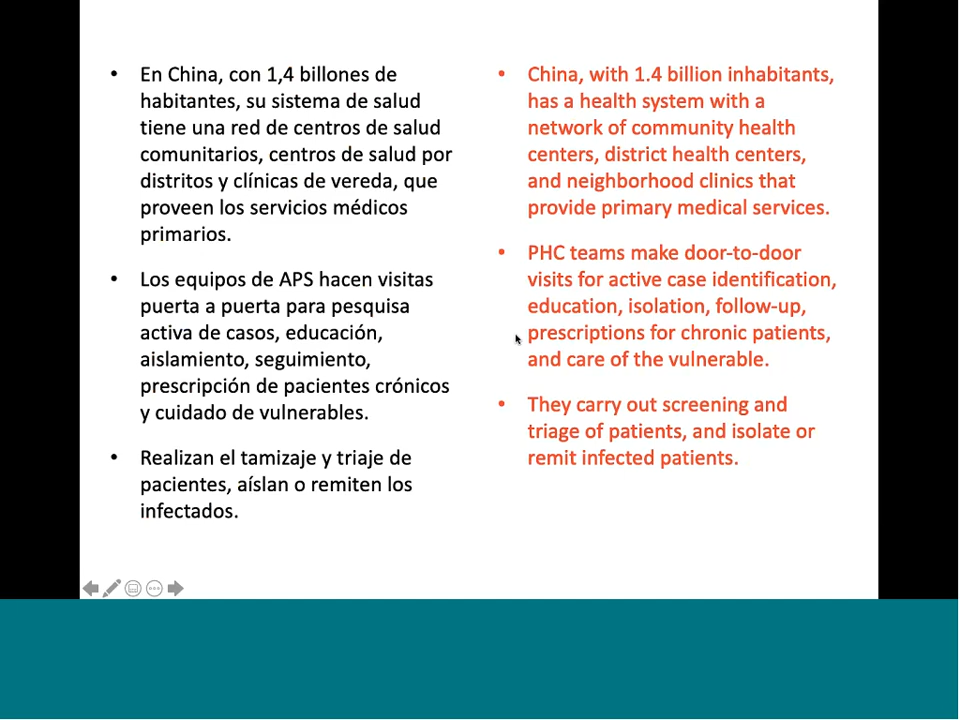 • En China, con 1,4 billones de
habitantes, su sistema de salud
tiene una red de centros de salud
comunitarios, centros de salud por
distritos y clínicas de vereda, que
proveen los servicios médicos
primarios.
• Los equipos de APS hacen visitas
puerta a puerta para pesquisa
activa de casos, educación,
aislamiento, seguimiento,
prescripción de pacientes crónicos
y cuidado de vulnerables.
• Realizan el tamizaje y triaje de
pacientes, aíslan o remiten los
infectados.
• China, with 1.4 billion inhabitants,
has a health system with a
network of community health
centers, district health centers,
and neighborhood clinics that
provide primary medical services.
• PHC teams make door-to-door
visits for active case identification,
education, isolation, follow-up,
prescriptions for chronic patients,
and care of the vulnerable.
• They carry out screening and
triage of patients, and isolate or
remit infected patients.